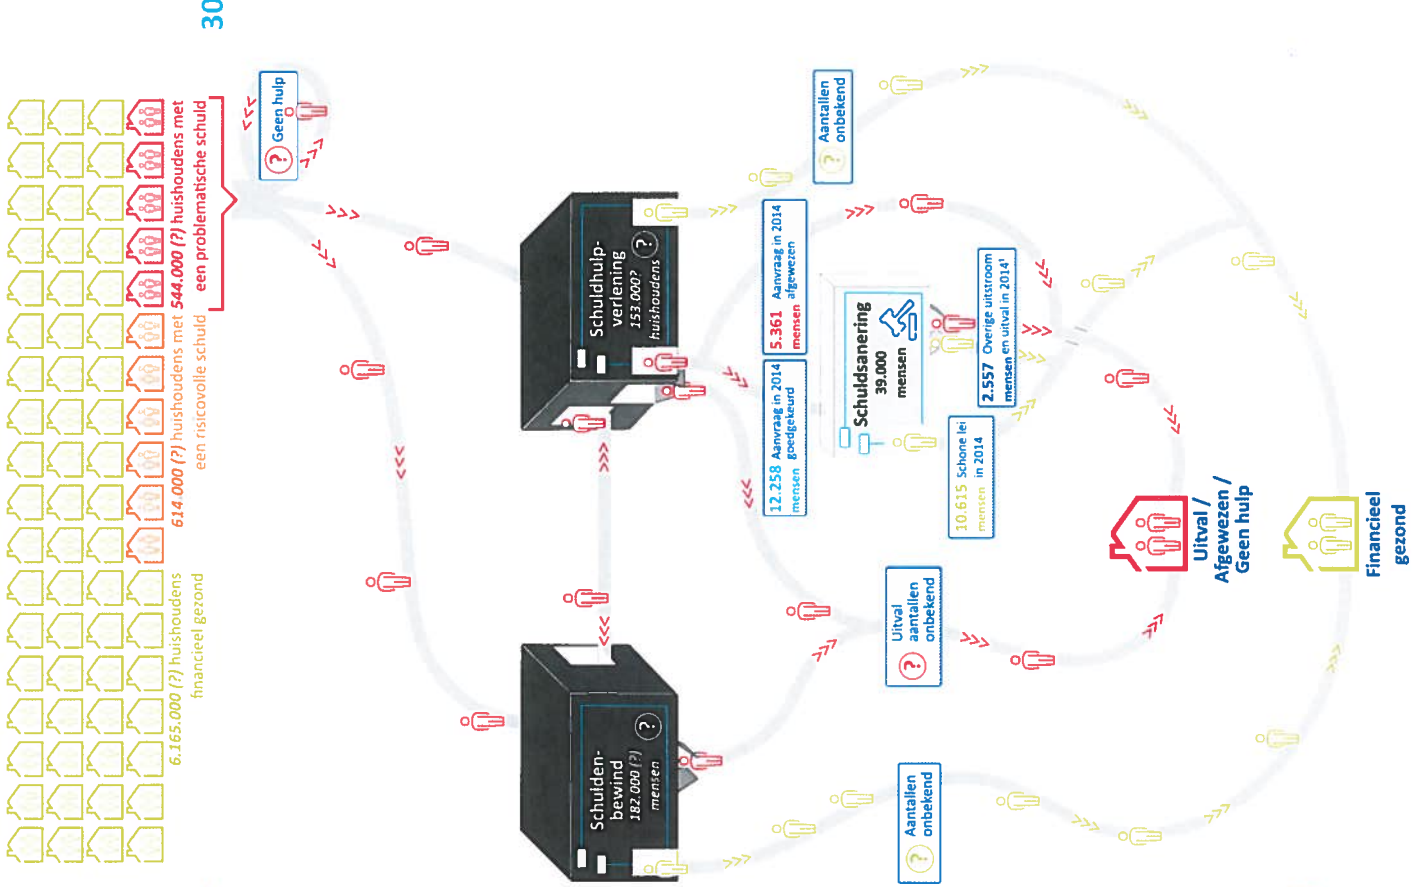 30
6.165.000 (?) huishoudens
financieel gezond
614.000 (?) huishoudens met
een risicovolle schuld
544.000 (?) huishoudens met
een problematische schuld
? Geen hulp
Schulden-
bewind
182.000 (?)
mensen
?
Schuldhulp-
verlening
153.000?
huishoudens
?
12.258 Aanvraag in 2014
mensen goedgekeurd
5.361 Aanvraag in 2014
mensen afgewezen
? Aantallen
onbekend
Schuldsanering
39.000
mensen
? Aantallen
onbekend
? Uitval
aantallen
onbekend
10.615 Schone lei
mensen in 2014
2.557 Overige uitstroom
mensen en uitval in 2014¹
Uitval /
Afgewezen /
Geen hulp
Financieel
gezond